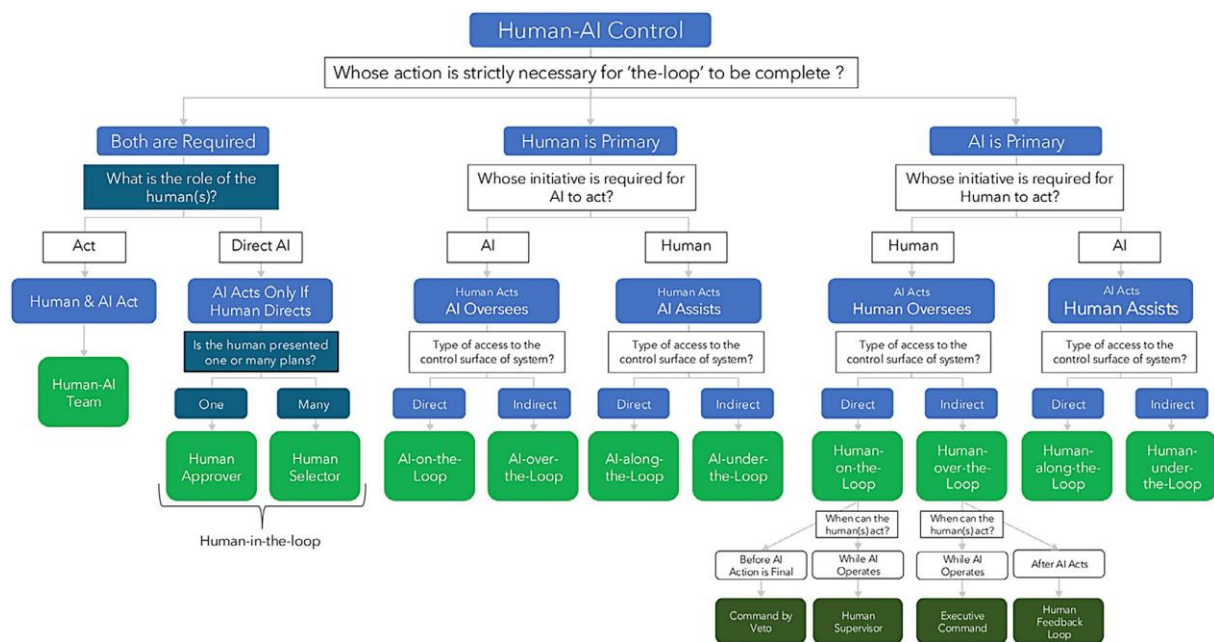 Human-AI Control
Whose action is strictly necessary for 'the-loop' to be complete ?
Both are Required
Human is Primary
AI is Primary
What is the role of the
human(s)?
Whose initiative is required for
AI to act?
Whose initiative is required for
Human to act?
Act
Direct AI
AI
Human
Human
AI
Human & AI Act
AI Acts Only If
Human Directs
Human Acts
AI Oversees
Human Acts
AI Assists
AI Acts
Human Oversees
AI Acts
Human Assists
Is the human presented
one or many plans?
Type of access to the
control surface of system?
Type of access to the
control surface of system?
Type of access to the
control surface of system?
Type of access to the
control surface of system?
Human-AI
Team
One
Many
Direct
Indirect
Direct
Indirect
Direct
Indirect
Direct
Indirect
Human
Approver
Human
Selector
AI-on-the-
Loop
AI-over-
the-Loop
AI-along-
the-Loop
AI-under-
the-Loop
Human-
on-the-
Loop
Human-
over-the-
Loop
Human-
along-the-
Loop
Human-
under-
the-Loop
Human-in-the-loop
When can the
human(s) act?
When can the
human(s) act?
Before AI
Action is Final
While AI
Operates
While AI
Operates
After AI Acts
Command by
Veto
Human
Supervisor
Executive
Command
Human
Feedback
Loop